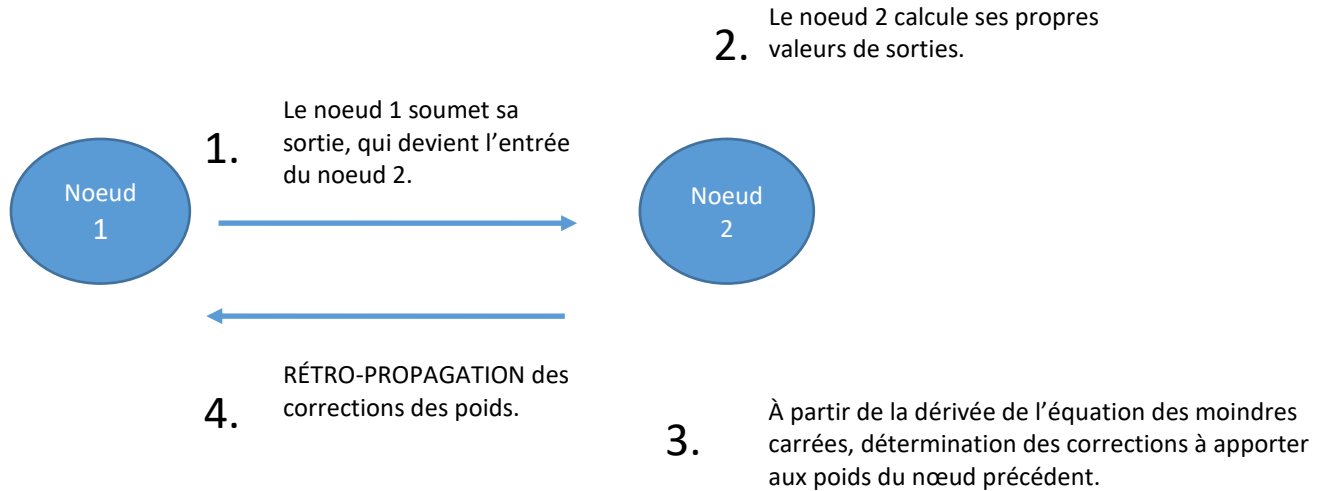 Le noeud 2 calcule ses propres
2. valeurs de sorties.
Le noeud 1 soumet sa
1. sortie, qui devient l’entrée
du noeud 2.
Noeud
1
Noeud
2
RÉTRO-PROPAGATION des
4. corrections des poids.
À partir de la dérivée de l’équation des moindres
3. carrées, détermination des corrections à apporter
aux poids du nœud précédent.